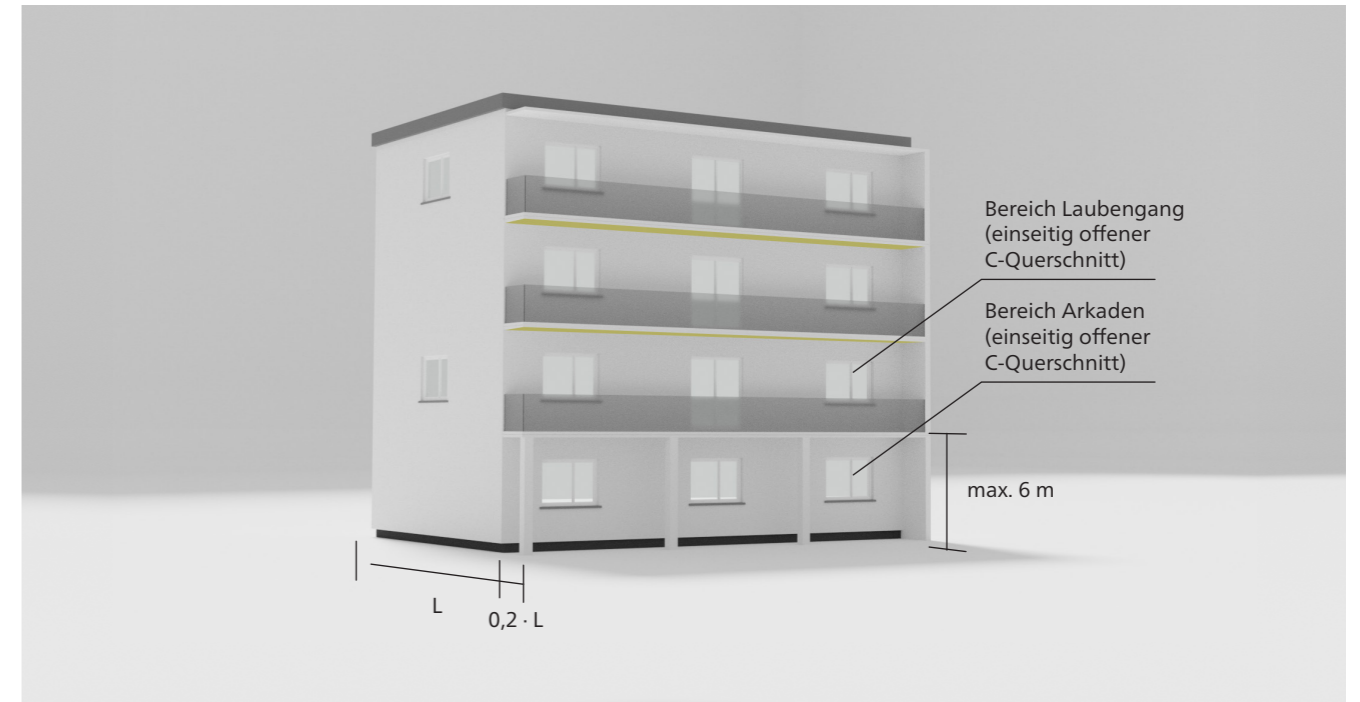 Bereich Laubengang
(einseitig offener
C-Querschnitt)
Bereich Arkaden
(einseitig offener
C-Querschnitt)
max. 6 m
L
0,2 · L